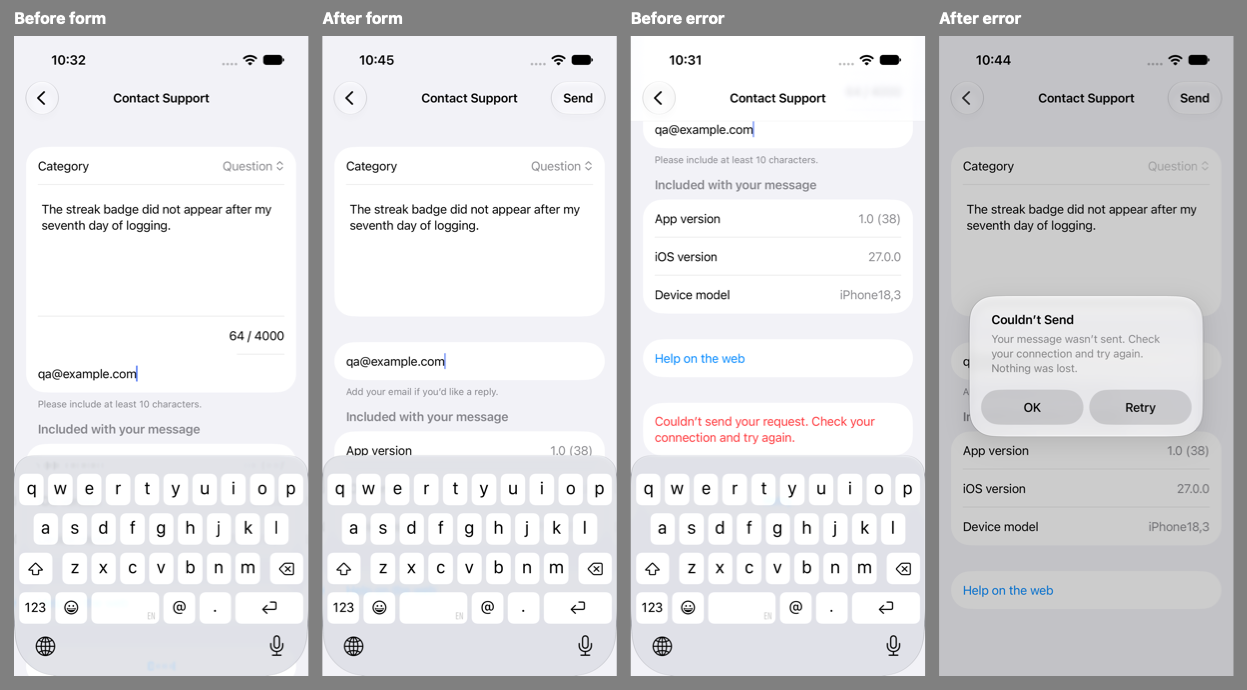 Before form
10:32
Contact Support
Category
Question
The streak badge did not appear after my
seventh day of logging.
64 / 4000
qa@example.com
Please include at least 10 characters.
Included with your message
q w e r t y u i o p
a s d f g h j k l
z x c v b n m
123
EN
@
.
After form
10:45
Contact Support
Send
Category
Question
The streak badge did not appear after my
seventh day of logging.
qa@example.com
Add your email if you'd like a reply.
Included with your message
App version
1.0 (38)
q w e r t y u i o p
a s d f g h j k l
z x c v b n m
123
EN
@
.
Before error
10:31
Contact Support
64 / 4000
qa@example.com
Please include at least 10 characters.
Included with your message
App version
1.0 (38)
iOS version
27.0.0
Device model
iPhone18,3
Help on the web
Couldn't send your request. Check your
connection and try again.
q w e r t y u i o p
a s d f g h j k l
z x c v b n m
123
EN
@
.
After error
10:44
Contact Support
Send
Category
Question
The streak badge did not appear after my
seventh day of logging.
Couldn't Send
Your message wasn't sent. Check
your connection and try again.
Nothing was lost.
OK
Retry
App version
1.0 (38)
iOS version
27.0.0
Device model
iPhone18,3
Help on the web